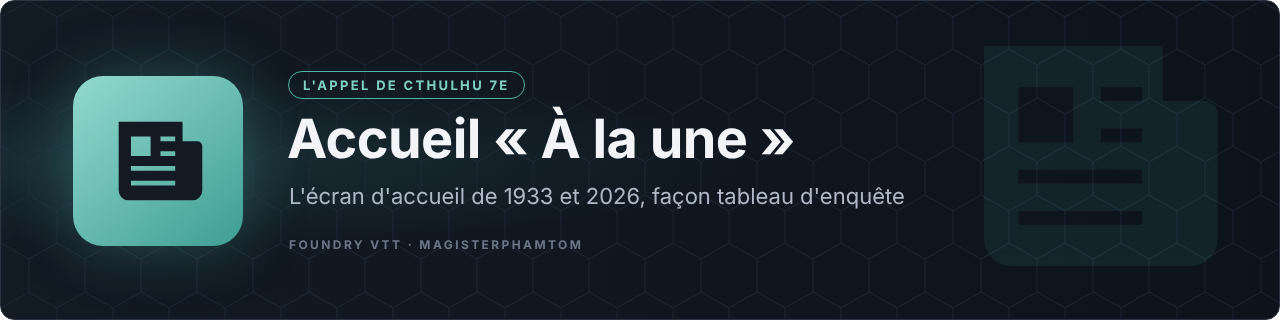 L'APPEL DE CTHULHU 7E
Accueil « À la une »
L'écran d'accueil de 1933 et 2026, façon tableau d'enquête
FOUNDRY VTT · MAGISTERPHAMTOM